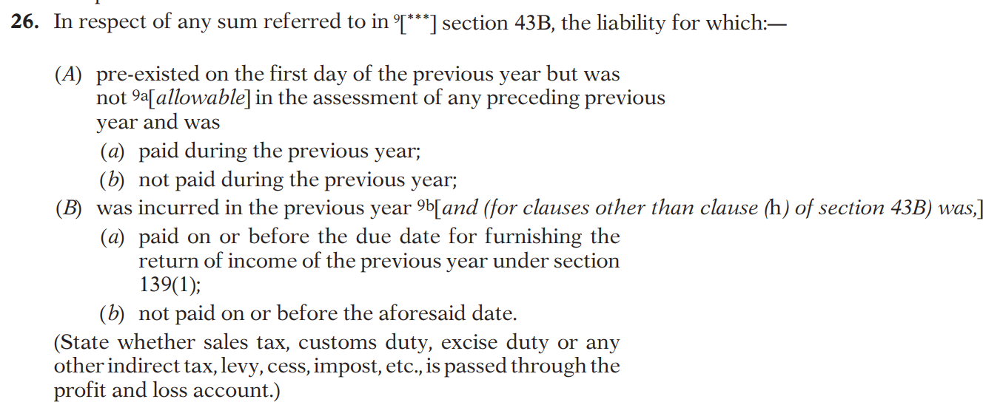 26. In respect of any sum referred to in 9[***] section 43B, the liability for which:—
(A) pre-existed on the first day of the previous year but was
not 9a[allowable] in the assessment of any preceding previous
year and was
(a) paid during the previous year;
(b) not paid during the previous year;
(B) was incurred in the previous year 9b[and (for clauses other than clause (h) of section 43B) was,]
(a) paid on or before the due date for furnishing the
return of income of the previous year under section
139(1);
(b) not paid on or before the aforesaid date.
(State whether sales tax, customs duty, excise duty or any
other indirect tax, levy, cess, impost, etc., is passed through the
profit and loss account.)